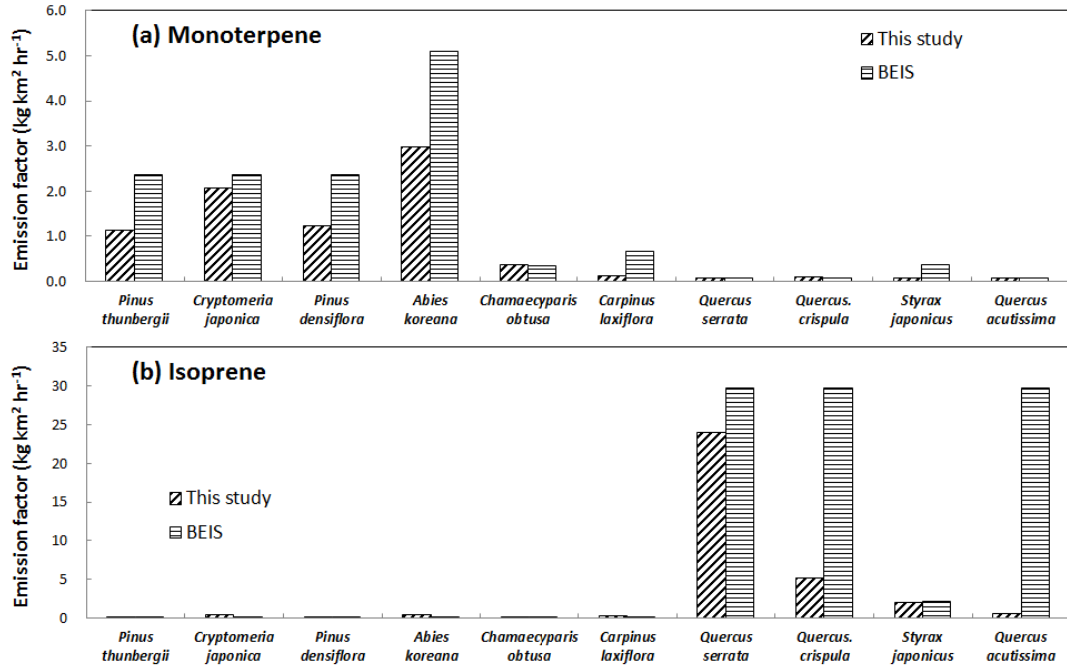 (a) Monoterpene
Emission factor (kg km² hr⁻¹)
6.0
5.0
4.0
3.0
2.0
1.0
0.0
This study
BEIS
Pinus thunbergii
Cryptomeria japonica
Pinus densiflora
Abies koreana
Chamaecyparis obtusa
Carpinus laxiflora
Quercus serrata
Quercus. crispula
Styrax japonicus
Quercus acutissima
(b) Isoprene
Emission factor (kg km² hr⁻¹)
35
30
25
20
15
10
5
0
This study
BEIS
Pinus thunbergii
Cryptomeria japonica
Pinus densiflora
Abies koreana
Chamaecyparis obtusa
Carpinus laxiflora
Quercus serrata
Quercus. crispula
Styrax japonicus
Quercus acutissima